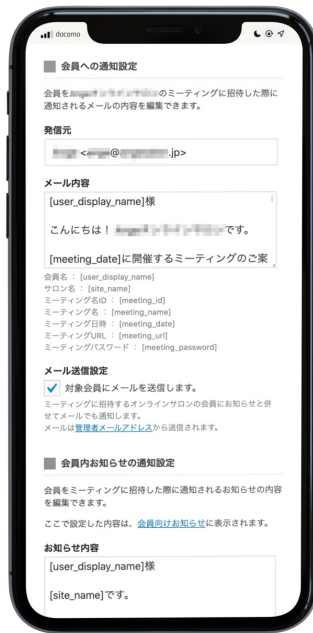 docomo
会員への通知設定
会員を のミーティングに招待した際に
通知されるメールの内容を編集できます。
発信元
< @ .jp>
メール内容
[user_display_name]様
こんにちは！ です。
[meeting_date]に開催するミーティングのご案
会員名 ： [user_display_name]
サロン名 ： [site_name]
ミーティング名ID ： [meeting_id]
ミーティング名 ： [meeting_name]
ミーティング日時 ： [meeting_date]
ミーティングURL ： [meeting_url]
ミーティングパスワード ： [meeting_password]
メール送信設定
対象会員にメールを送信します。
ミーティングに招待するオンラインサロンの会員にお知らせと併
せてメールでも通知します。
メールは管理者メールアドレスから送信されます。
会員内お知らせの通知設定
会員をミーティングに招待した際に通知されるお知らせの内容
を編集できます。
ここで設定した内容は、会員向けお知らせに表示されます。
お知らせ内容
[user_display_name]様
[site_name]です。